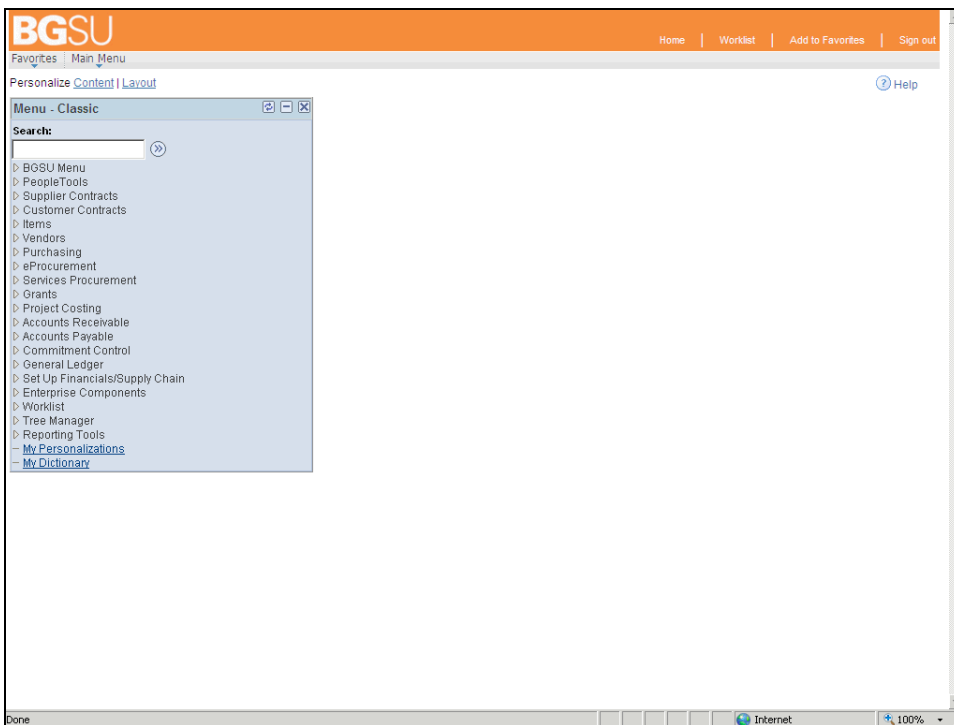 BGSU
Home | Worklist | Add to Favorites | Sign out
Favorites Main Menu
Personalize Content | Layout
? Help
Menu - Classic
Search:
BGSU Menu
PeopleTools
Supplier Contracts
Customer Contracts
Items
Vendors
Purchasing
eProcurement
Services Procurement
Grants
Project Costing
Accounts Receivable
Accounts Payable
Commitment Control
General Ledger
Set Up Financials/Supply Chain
Enterprise Components
Worklist
Tree Manager
Reporting Tools
My Personalizations
My Dictionary
Done Internet 100%